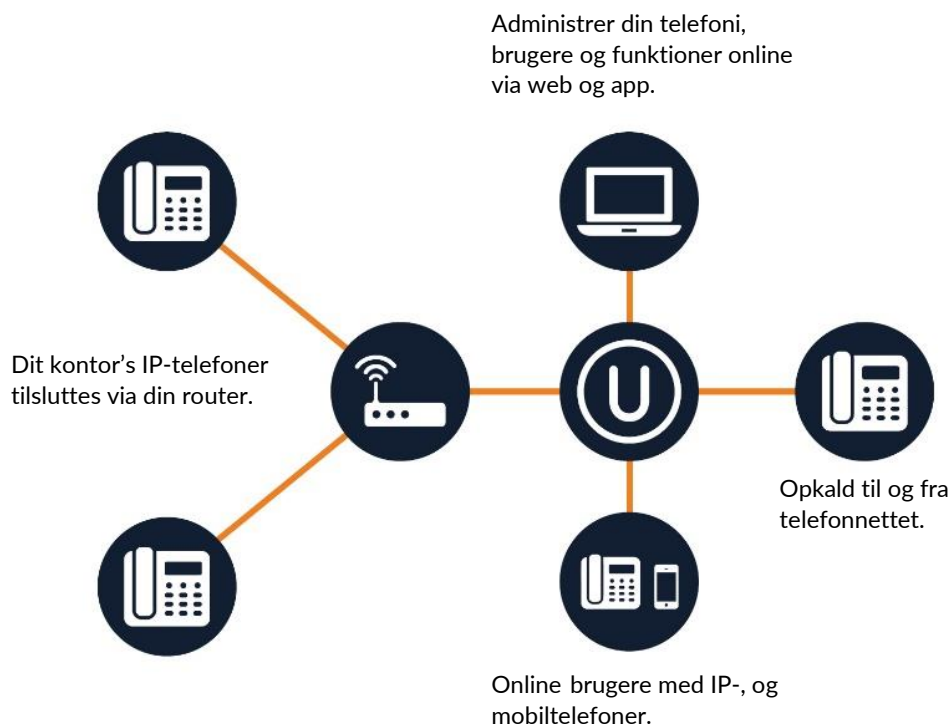 Administrer din telefoni,
brugere og funktioner online
via web og app.
Dit kontor's IP-telefoner
tilsluttes via din router.
U
Opkald til og fra
telefonnettet.
Online brugere med IP-, og
mobiltelefoner.